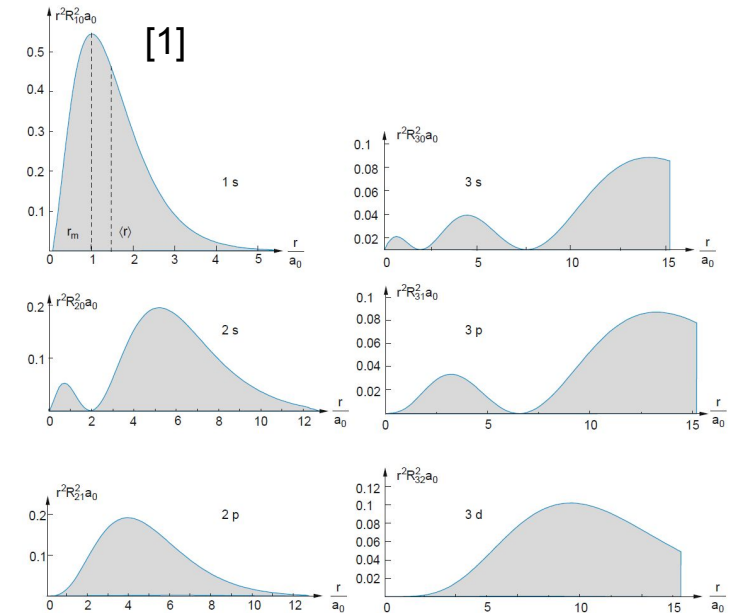 r²R²₁₀a₀
[1]
0.5
0.4
0.3
0.2
0.1
1 s
rₘ
⟨r⟩
0 1 2 3 4 5
r
a₀
r²R²₂₀a₀
0.2
0.1
2 s
0 2 4 6 8 10 12
r
a₀
r²R²₂₁a₀
0.2
0.1
2 p
0 2 4 6 8 10 12
r
a₀
r²R²₃₀a₀
0.1
0.08
0.06
0.04
0.02
3 s
0 5 10 15
r
a₀
r²R²₃₁a₀
0.1
0.08
0.06
0.04
0.02
3 p
0 5 10 15
r
a₀
r²R²₃₂a₀
0.12
0.10
0.08
0.06
0.04
0.02
3 d
0 5 10 15
r
a₀